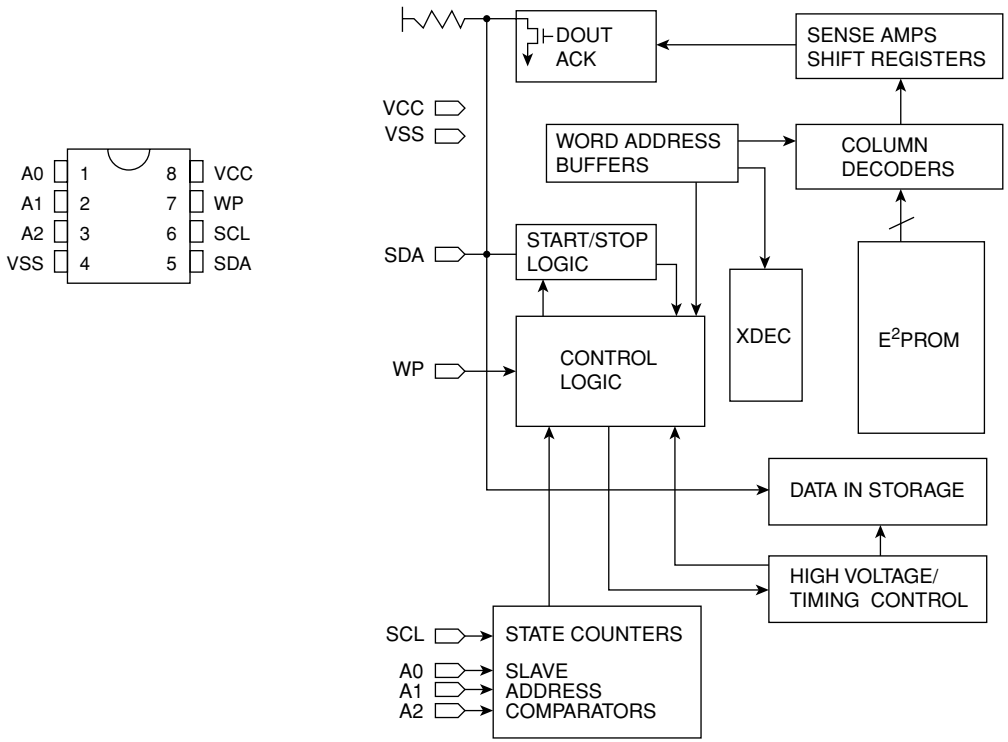 A0 1 8 VCC
A1 2 7 WP
A2 3 6 SCL
VSS 4 5 SDA
DOUT
ACK
SENSE AMPS
SHIFT REGISTERS
VCC
VSS
WORD ADDRESS
BUFFERS
COLUMN
DECODERS
SDA
START/STOP
LOGIC
XDEC
E²PROM
WP
CONTROL
LOGIC
DATA IN STORAGE
HIGH VOLTAGE/
TIMING CONTROL
SCL
STATE COUNTERS
A0
SLAVE
A1
ADDRESS
A2
COMPARATORS